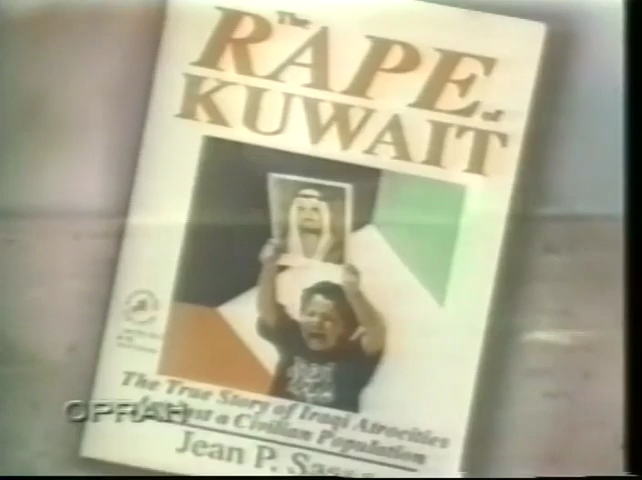 The
RAPE of
KUWAIT
The True Story of Iraqi Atrocities
Against a Civilian Population
Jean P.
OPRAH